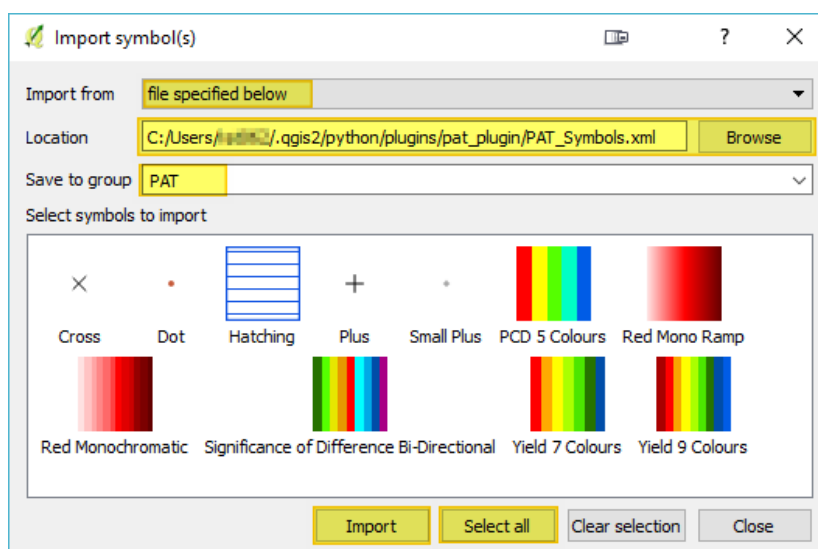 Import symbol(s) ?
Import from file specified below
Location C:/Users/ /.qgis2/python/plugins/pat_plugin/PAT_Symbols.xml Browse
Save to group PAT
Select symbols to import
Cross Dot Hatching Plus Small Plus PCD 5 Colours Red Mono Ramp
Red Monochromatic Significance of Difference Bi-Directional Yield 7 Colours Yield 9 Colours
Import Select all Clear selection Close